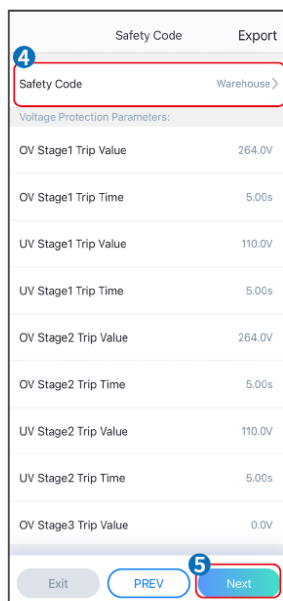 Safety Code Export
4
Safety Code Warehouse >
Voltage Protection Parameters:
OV Stage1 Trip Value 264.0V
OV Stage1 Trip Time 5.00s
UV Stage1 Trip Value 110.0V
UV Stage1 Trip Time 5.00s
OV Stage2 Trip Value 264.0V
OV Stage2 Trip Time 5.00s
UV Stage2 Trip Value 110.0V
UV Stage2 Trip Time 5.00s
OV Stage3 Trip Value 0.0V
5
Exit PREV Next